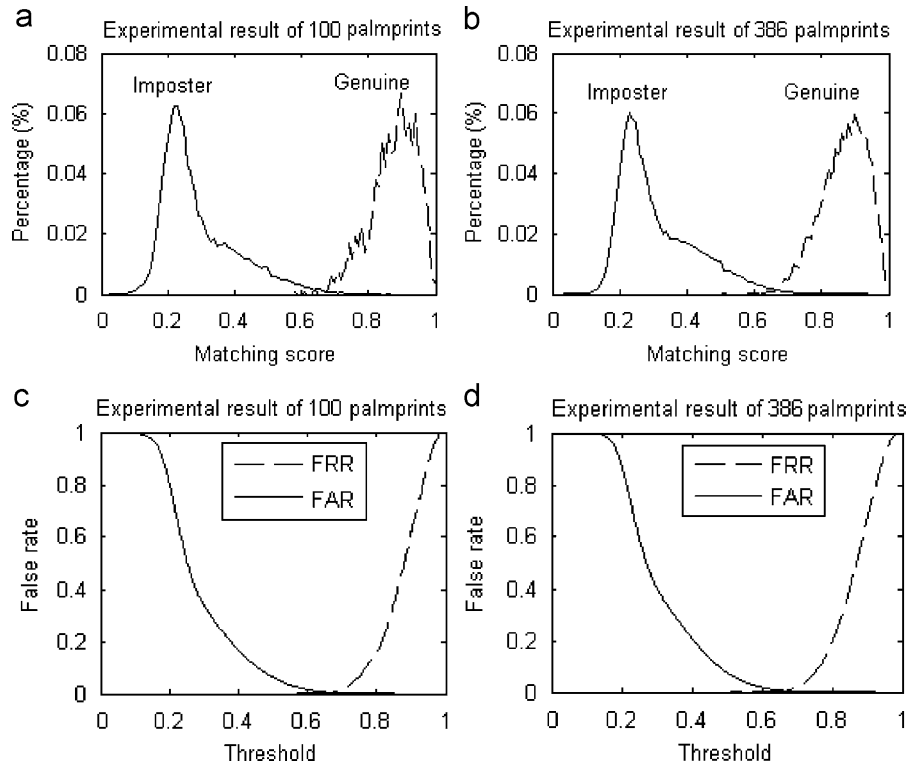 a
Experimental result of 100 palmprints
0.08
0.06
0.04
0.02
0
Percentage (%)
Imposter
Genuine
0 0.2 0.4 0.6 0.8 1
Matching score
b
Experimental result of 386 palmprints
0.08
0.06
0.04
0.02
0
Percentage (%)
Imposter
Genuine
0 0.2 0.4 0.6 0.8 1
Matching score
c
Experimental result of 100 palmprints
1
0.8
0.6
0.4
0.2
0
False rate
FRR
FAR
0 0.2 0.4 0.6 0.8 1
Threshold
d
Experimental result of 386 palmprints
1
0.8
0.6
0.4
0.2
0
False rate
FRR
FAR
0 0.2 0.4 0.6 0.8 1
Threshold